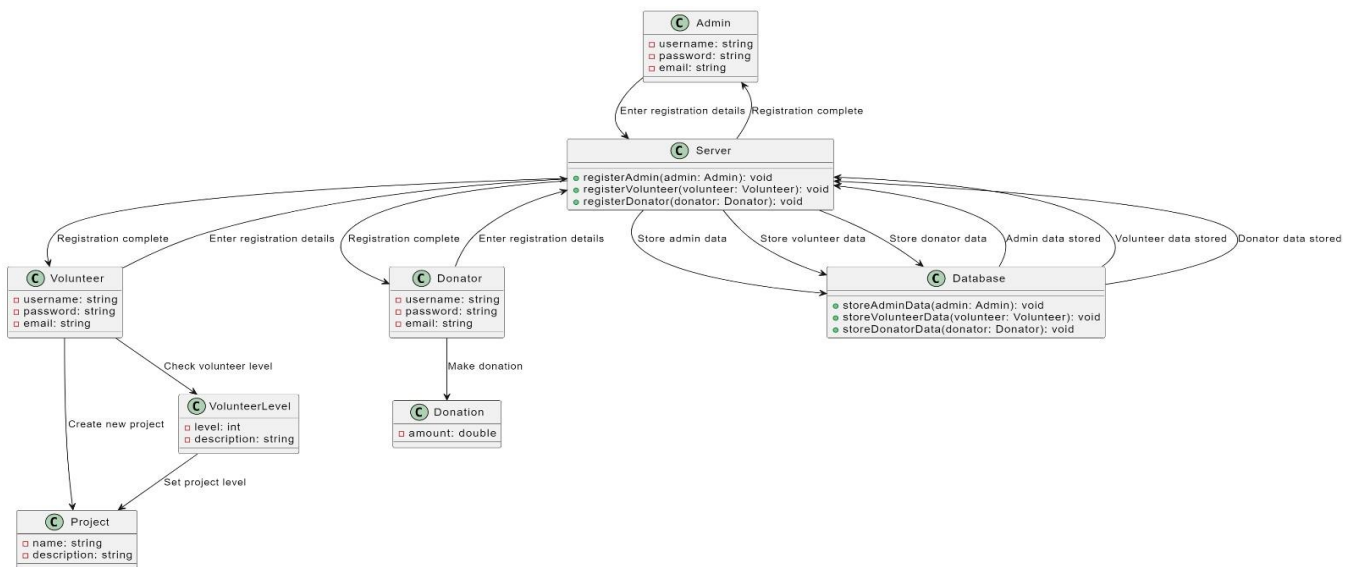 C Admin
username: string
password: string
email: string
Enter registration details
Registration complete
C Server
registerAdmin(admin: Admin): void
registerVolunteer(volunteer: Volunteer): void
registerDonator(donator: Donator): void
Registration complete
Enter registration details
Registration complete
Enter registration details
Store admin data
Store volunteer data
Store donator data
Admin data stored
Volunteer data stored
Donator data stored
C Volunteer
username: string
password: string
email: string
C Donator
username: string
password: string
email: string
C Database
storeAdminData(admin: Admin): void
storeVolunteerData(volunteer: Volunteer): void
storeDonatorData(donator: Donator): void
Check volunteer level
Make donation
Create new project
C VolunteerLevel
level: int
description: string
C Donation
amount: double
Set project level
C Project
name: string
description: string